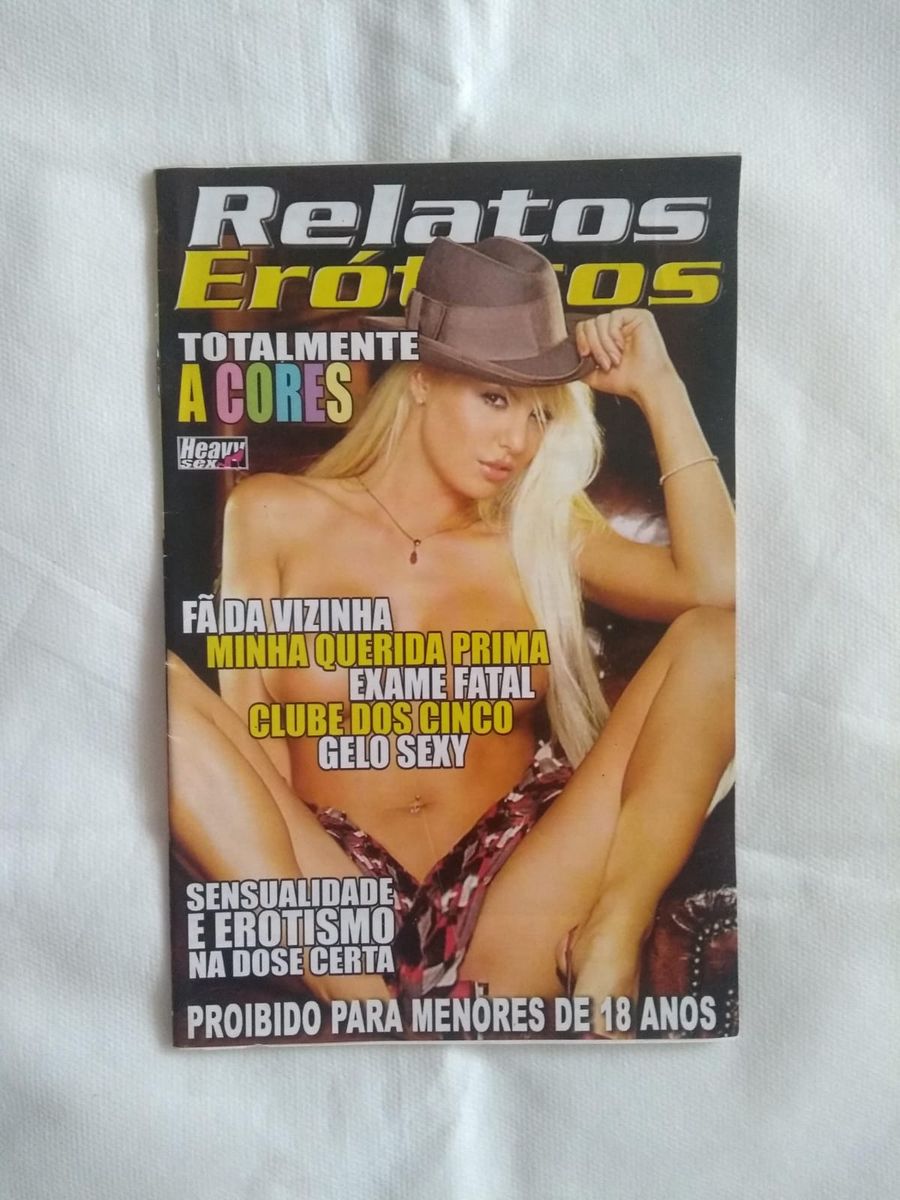 Relatos
Eróticos
TOTALMENTE
A CORES
Heavy
sex
FÃ DA VIZINHA
MINHA QUERIDA PRIMA
EXAME FATAL
CLUBE DOS CINCO
GELO SEXY
SENSUALIDADE
E EROTISMO
NA DOSE CERTA
PROIBIDO PARA MENORES DE 18 ANOS